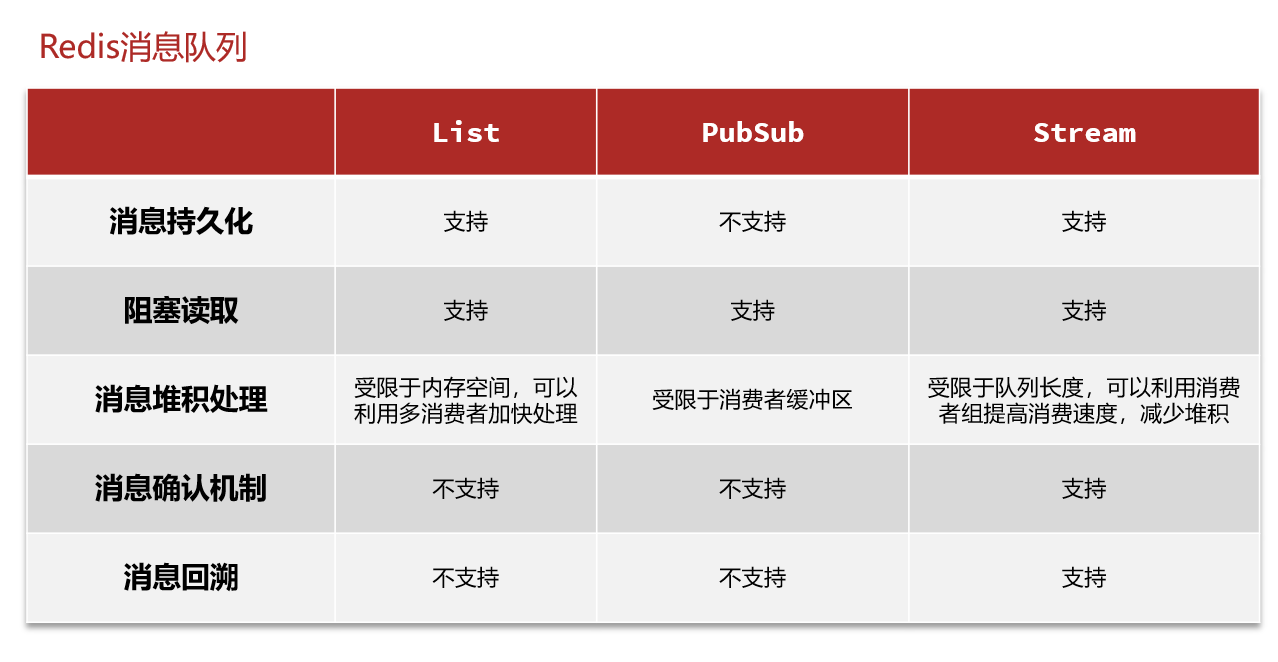 Redis消息队列
List PubSub Stream
消息持久化 支持 不支持 支持
阻塞读取 支持 支持 支持
消息堆积处理
受限于内存空间，可以
利用多消费者加快处理
受限于消费者缓冲区
受限于队列长度，可以利用消费
者组提高消费速度，减少堆积
消息确认机制 不支持 不支持 支持
消息回溯 不支持 不支持 支持